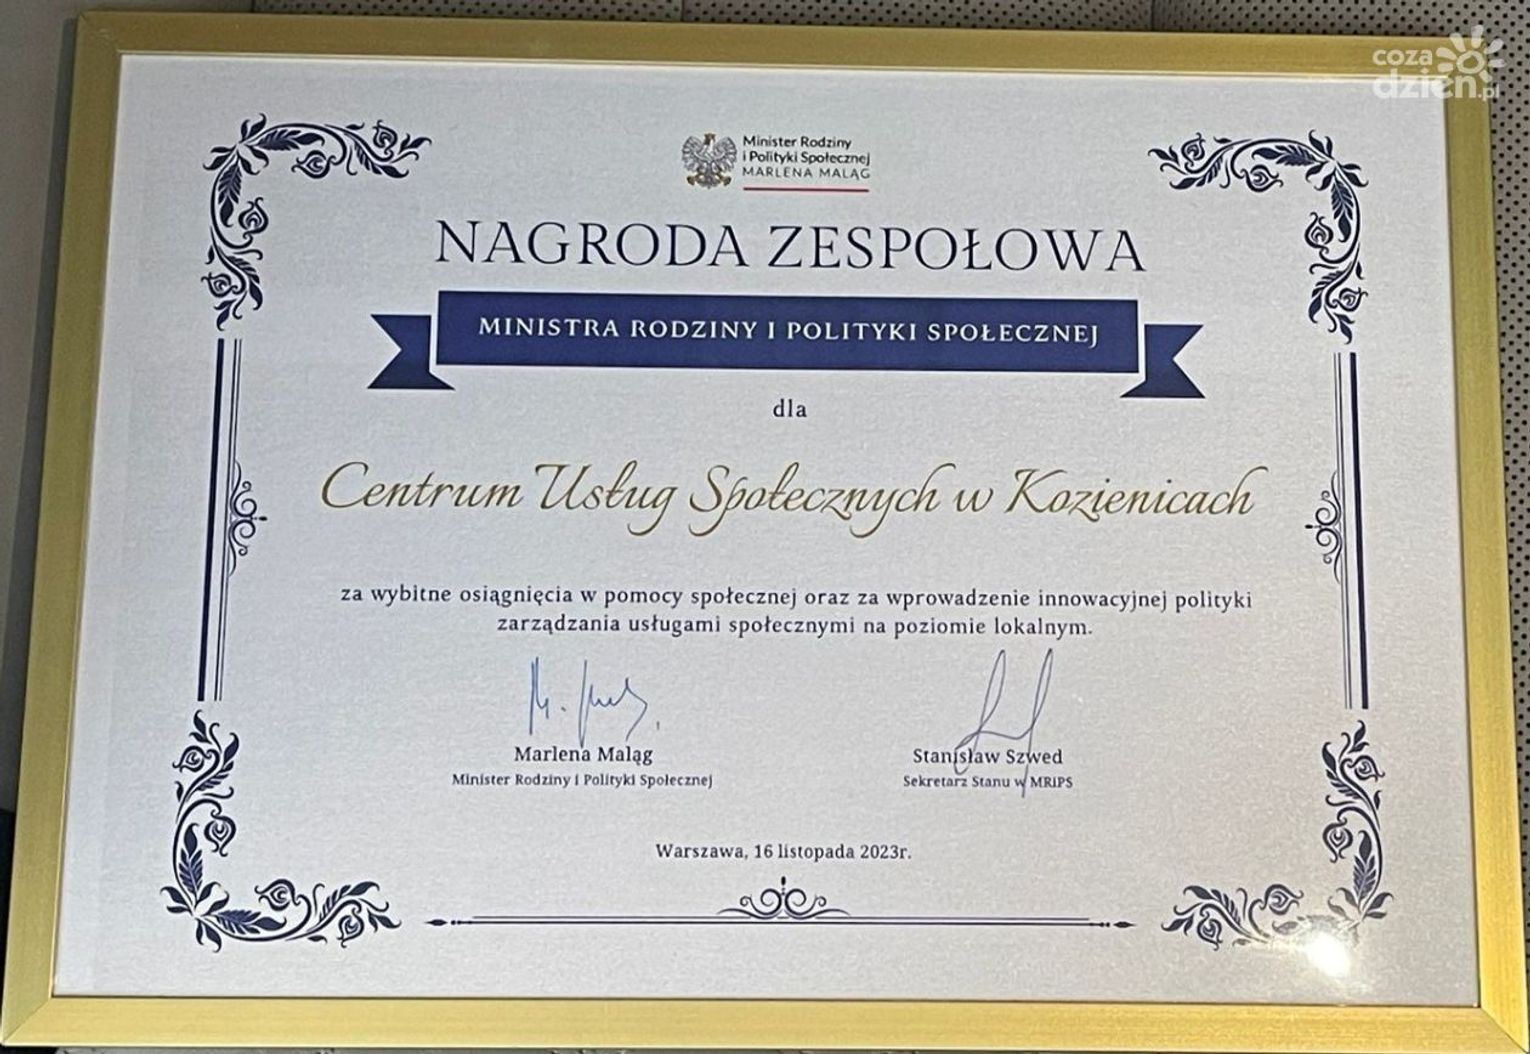 coza
dzien.pl
Minister Rodziny
i Polityki Społecznej
MARLENA MALĄG
NAGRODA ZESPOŁOWA
MINISTRA RODZINY I POLITYKI SPOŁECZNEJ
dla
Centrum Usług Społecznych w Kozienicach
za wybitne osiągnięcia w pomocy społecznej oraz za wprowadzenie innowacyjnej polityki
zarządzania usługami społecznymi na poziomie lokalnym.
Marlena Maląg
Minister Rodziny i Polityki Społecznej
Stanisław Szwed
Sekretarz Stanu w MRiPS
Warszawa, 16 listopada 2023r.